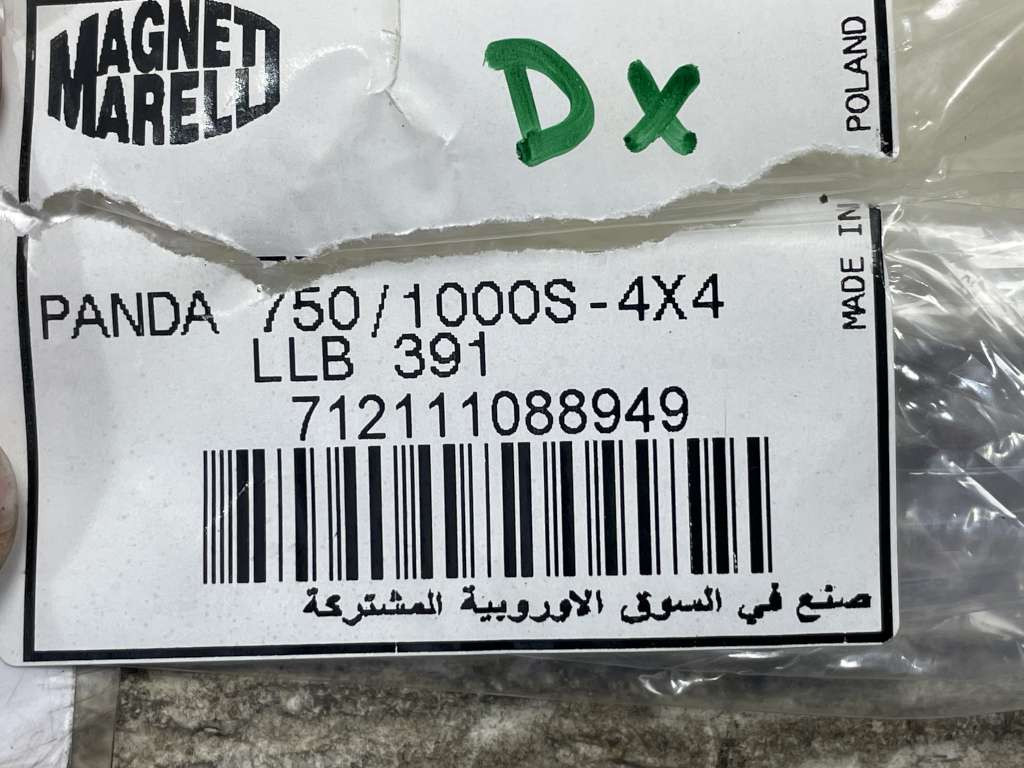 MAGNETI
MARELLI
DX
MADE IN POLAND
PANDA 750/1000S-4X4
LLB 391
712111088949
صنع في السوق الاوروبية المشتركة